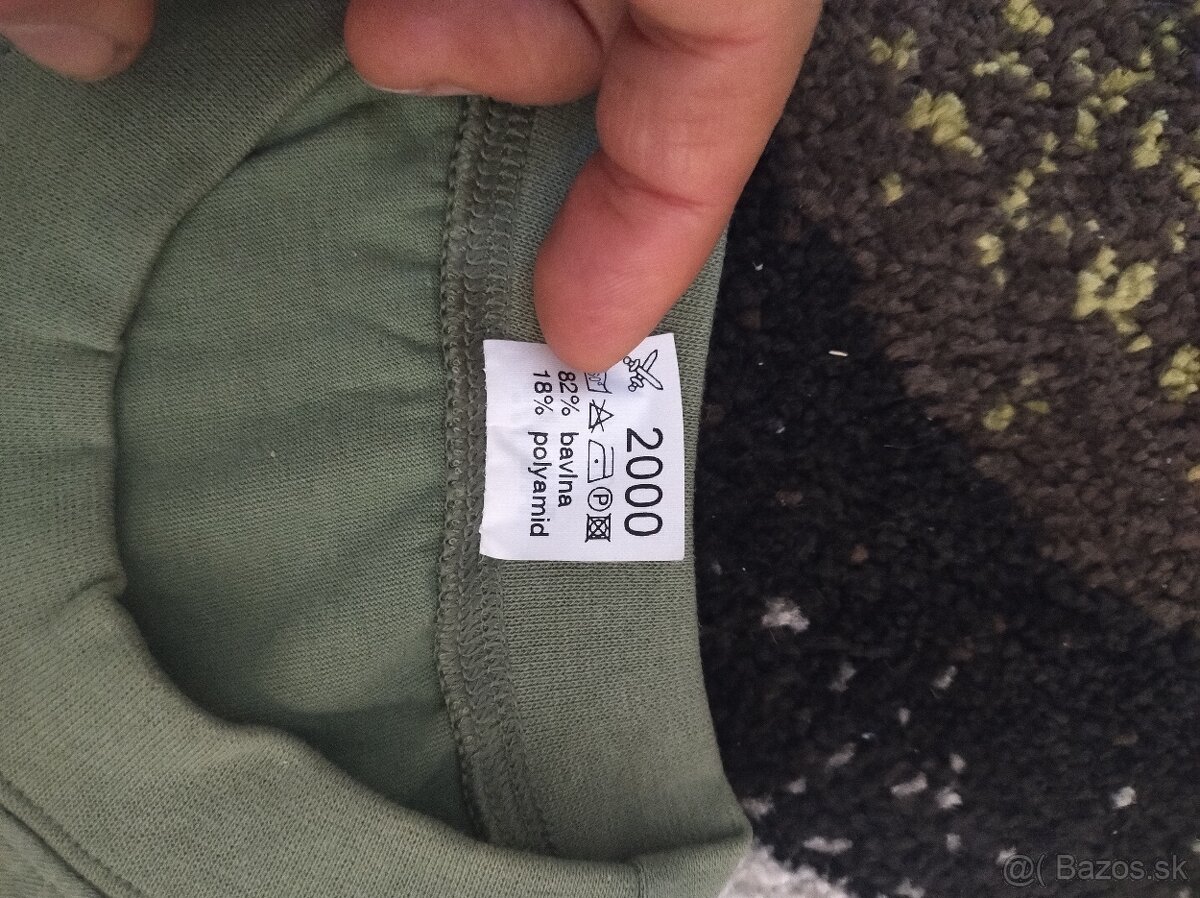 2000
P
82% bavlna
18% polyamid
@( Bazos.sk